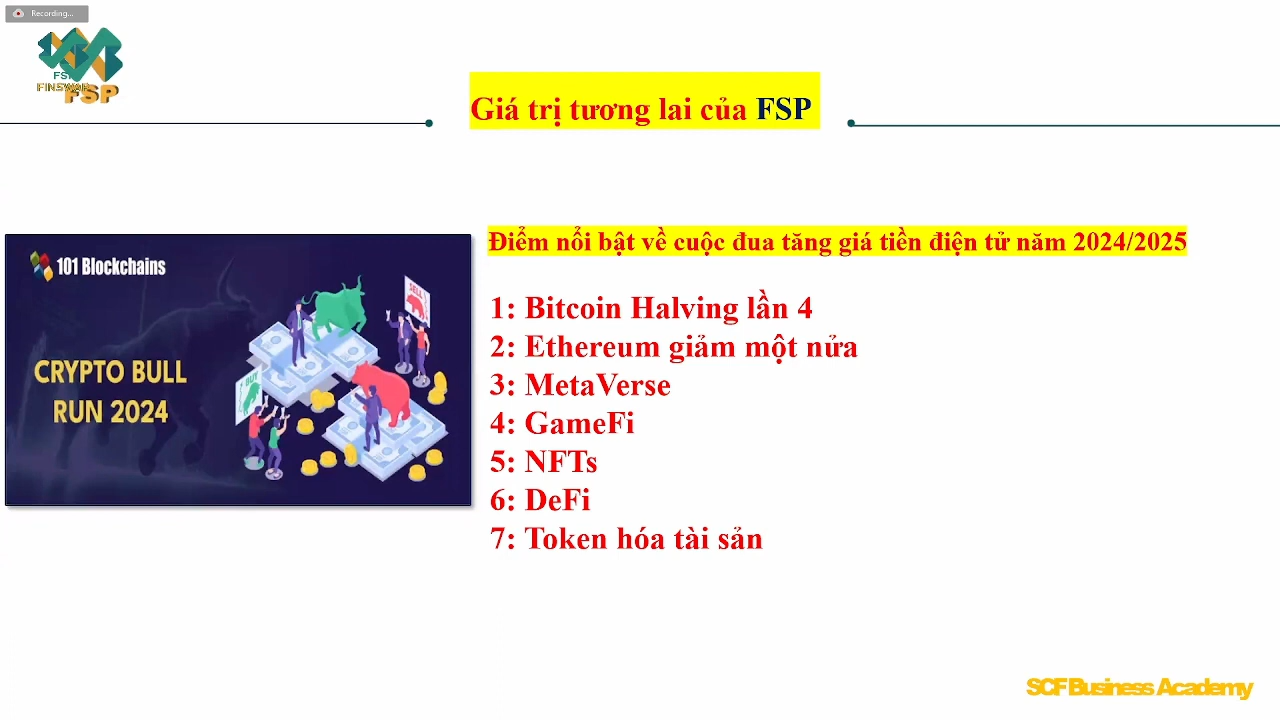 Recording...
FINSWAP
FSP
Giá trị tương lai của FSP
Điểm nổi bật về cuộc đua tăng giá tiền điện tử năm 2024/2025
101 Blockchains
CRYPTO BULL
RUN 2024
SELL
BUY
1: Bitcoin Halving lần 4
2: Ethereum giảm một nửa
3: MetaVerse
4: GameFi
5: NFTs
6: DeFi
7: Token hóa tài sản
SCF Business Academy